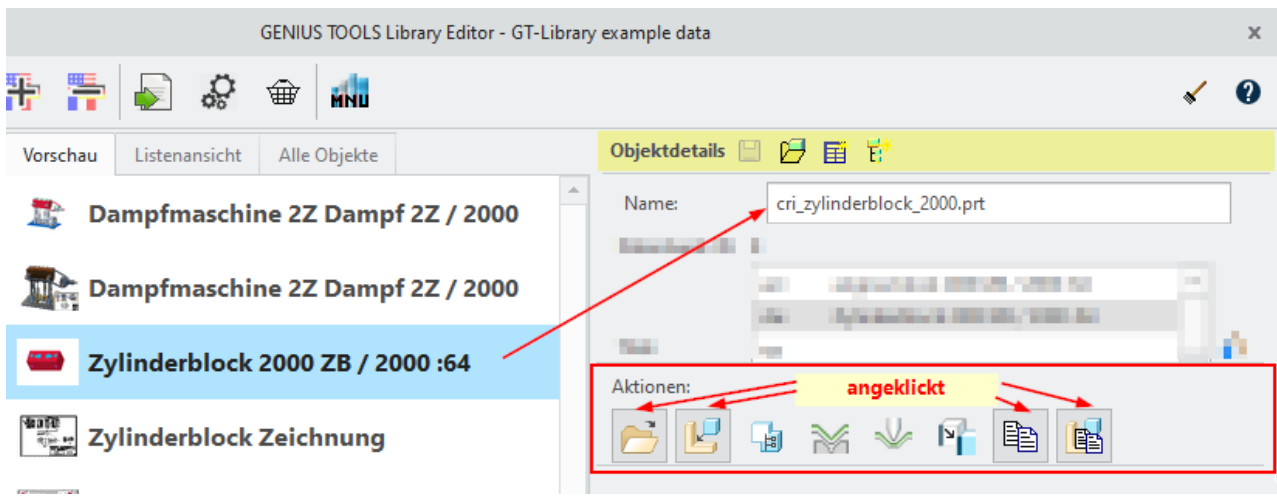 GENIUS TOOLS Library Editor - GT-Library example data
MNU
Vorschau Listenansicht Alle Objekte
Objektdetails
Dampfmaschine 2Z Dampf 2Z / 2000
Name: cri_zylinderblock_2000.prt
Dampfmaschine 2Z Dampf 2Z / 2000
Zylinderblock 2000 ZB / 2000 :64
Aktionen: angeklickt
Zylinderblock Zeichnung